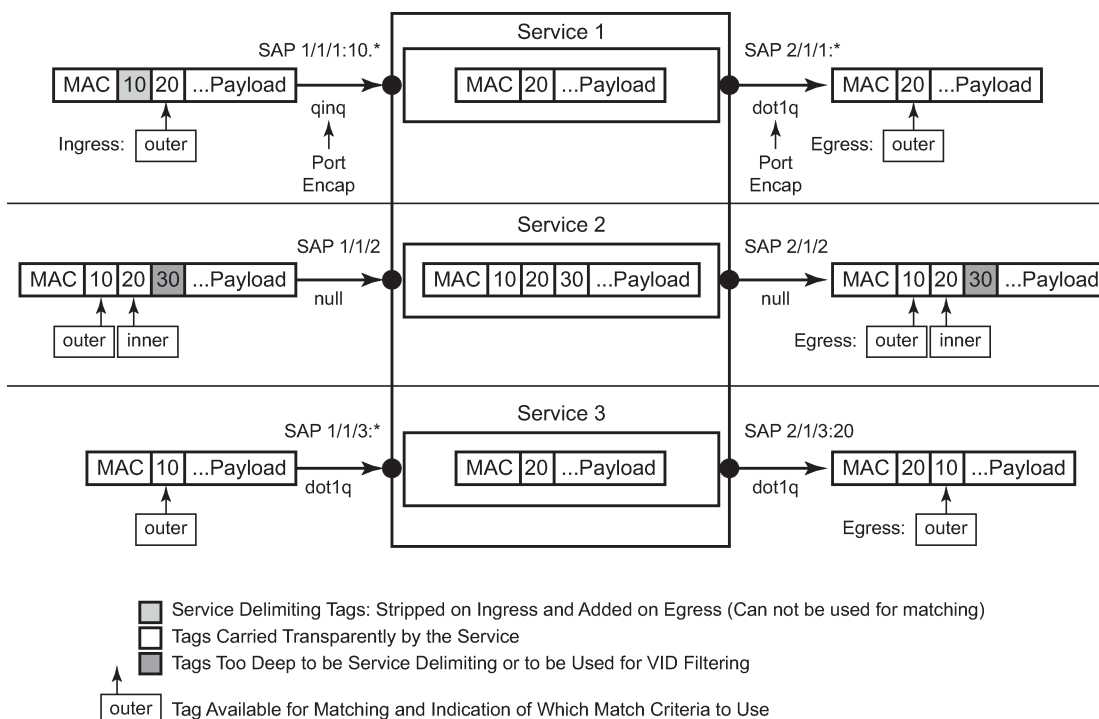 Service 1
SAP 1/1/1:10.*
SAP 2/1/1:*
MAC 10 20 ...Payload
MAC 20 ...Payload
MAC 20 ...Payload
qinq
dot1q
Ingress: outer
Egress: outer
Port
Encap
Port
Encap
Service 2
SAP 1/1/2
SAP 2/1/2
MAC 10 20 30 ...Payload
MAC 10 20 30 ...Payload
MAC 10 20 30 ...Payload
null
null
outer inner
Egress: outer inner
Service 3
SAP 1/1/3:*
SAP 2/1/3:20
MAC 10 ...Payload
MAC 20 ...Payload
MAC 20 10 ...Payload
dot1q
dot1q
outer
Egress: outer
Service Delimiting Tags: Stripped on Ingress and Added on Egress (Can not be used for matching)
Tags Carried Transparently by the Service
Tags Too Deep to be Service Delimiting or to be Used for VID Filtering
outer Tag Available for Matching and Indication of Which Match Criteria to Use